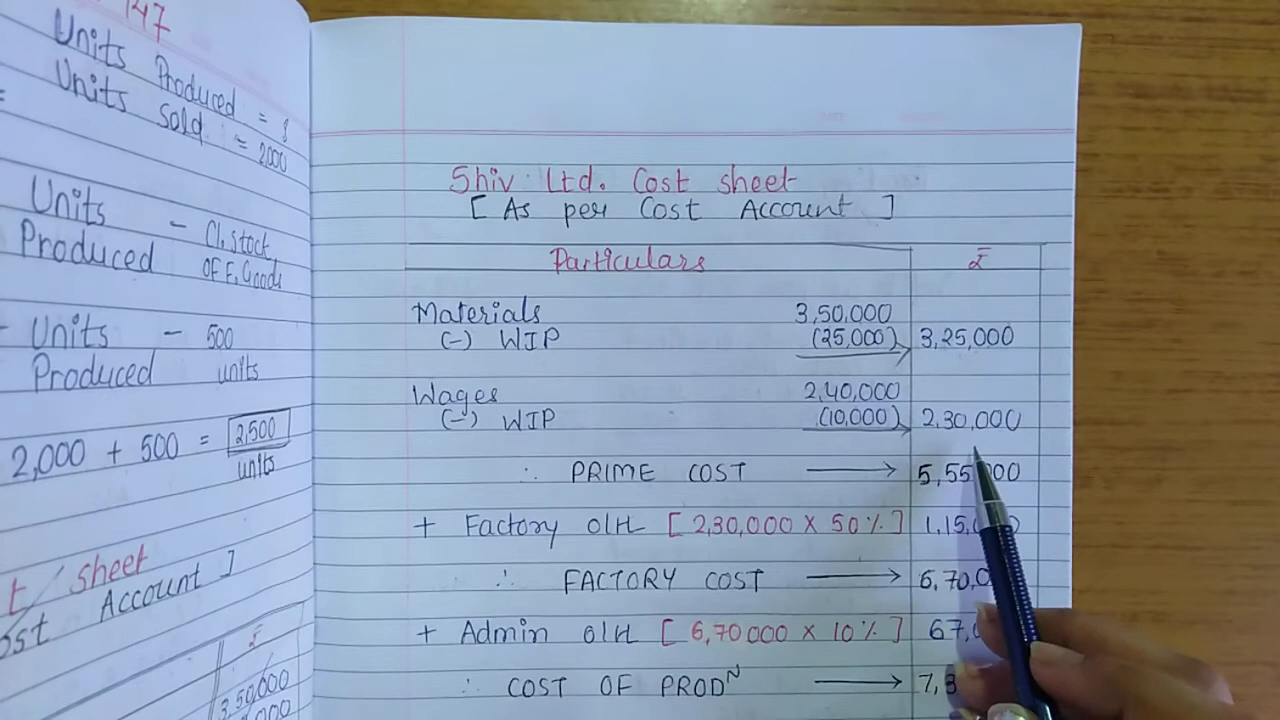 147
Units Produced = ?
Units Sold = 2000
Units Produced - Cl. stock OF F. Goods
Units Produced - 500 units
2,000 + 500 = 2,500 units
sheet
Account ]
₹
3,50,000
Shiv Ltd. Cost sheet
[ As per Cost Account ]
Particulars ₹
Materials 3,50,000
(-) WIP (25,000) 3,25,000
Wages 2,40,000
(-) WIP (10,000) 2,30,000
∴ PRIME COST → 5,55,000
+ Factory O/H [ 2,30,000 X 50% ] 1,15,
∴ FACTORY COST → 6,70,0
+ Admin O/H [ 6,70000 X 10% ] 67,
∴ COST OF PRODᴺ → 7,3